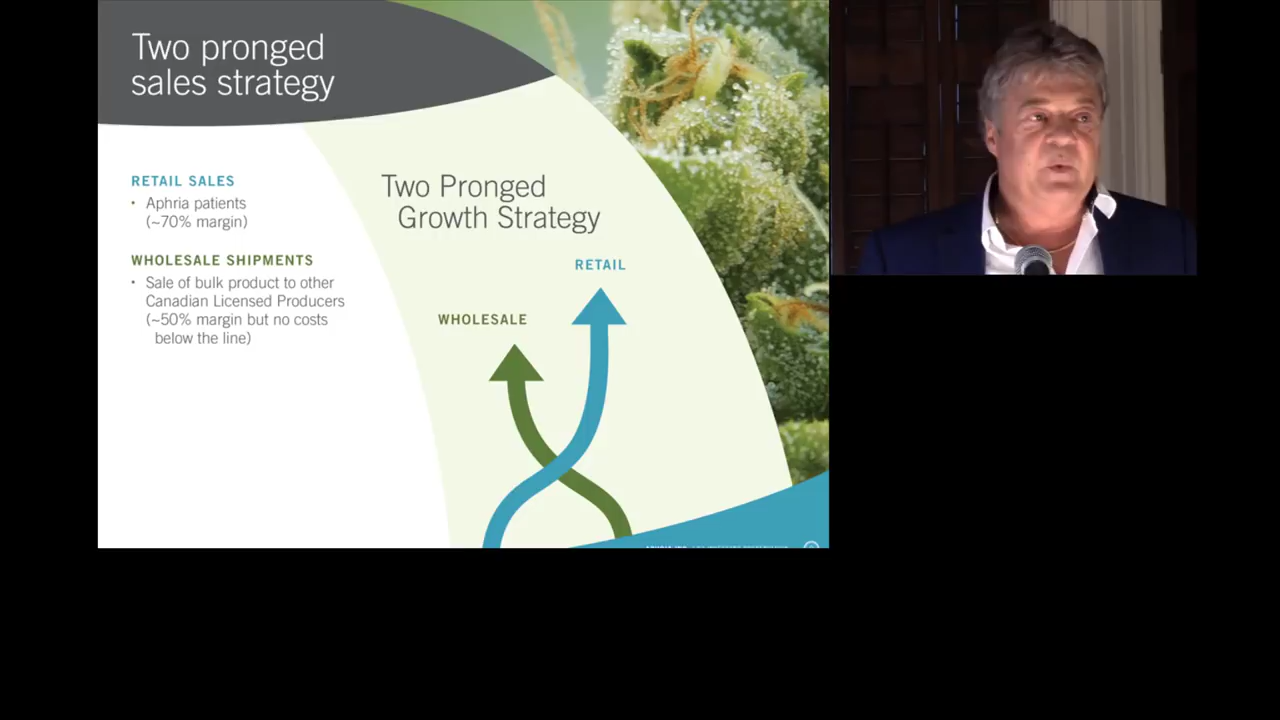 Two pronged
sales strategy
RETAIL SALES
• Aphria patients
(~70% margin)
WHOLESALE SHIPMENTS
• Sale of bulk product to other
Canadian Licensed Producers
(~50% margin but no costs
below the line)
Two Pronged
Growth Strategy
RETAIL
WHOLESALE